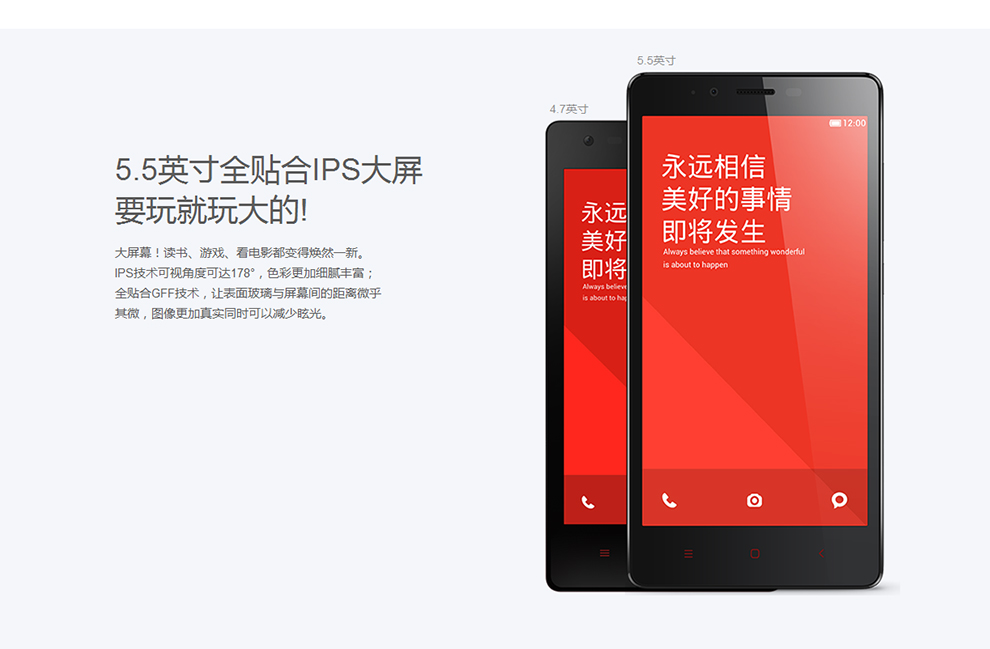 5.5英寸全贴合IPS大屏
要玩就玩大的!
大屏幕！读书、游戏、看电影都变得焕然一新。
IPS技术可视角度可达178°，色彩更加细腻丰富；
全贴合GFF技术，让表面玻璃与屏幕间的距离微乎
其微，图像更加真实同时可以减少眩光。
4.7英寸
永远
美好
即将
Always believe
is about to hap
5.5英寸
12:00
永远相信
美好的事情
即将发生
Always believe that something wonderful
is about to happen